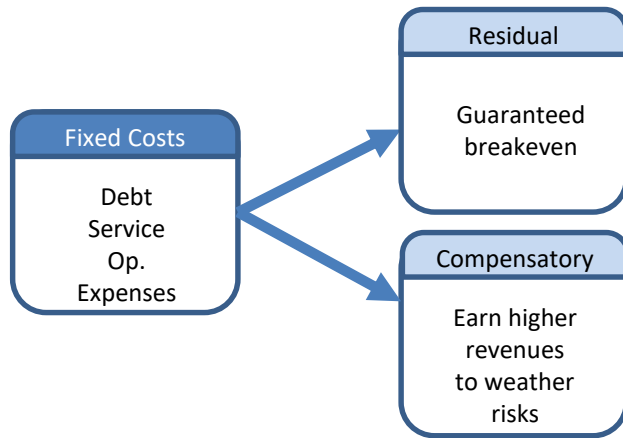 Fixed Costs
Debt
Service
Op.
Expenses
Residual
Guaranteed
breakeven
Compensatory
Earn higher
revenues
to weather
risks